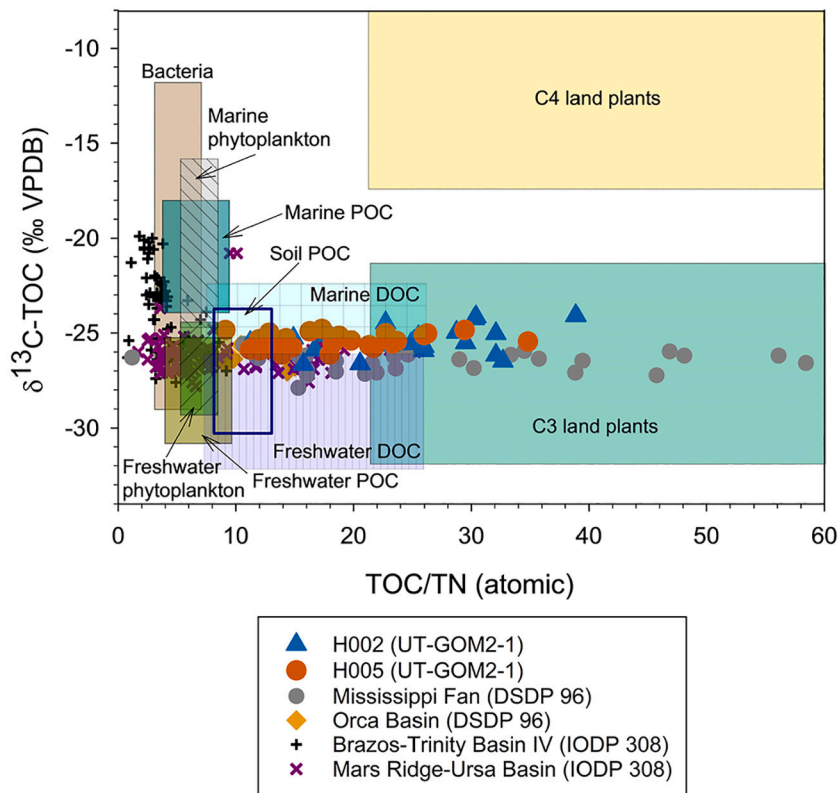 -10
Bacteria
Marine
phytoplankton
C4 land plants
-15
Marine POC
-20
Soil POC
Marine DOC
-25
C3 land plants
-30
Freshwater DOC
Freshwater
phytoplankton
Freshwater POC
δ¹³C-TOC (‰ VPDB)
0 10 20 30 40 50 60
TOC/TN (atomic)
H002 (UT-GOM2-1)
H005 (UT-GOM2-1)
Mississippi Fan (DSDP 96)
Orca Basin (DSDP 96)
Brazos-Trinity Basin IV (IODP 308)
Mars Ridge-Ursa Basin (IODP 308)